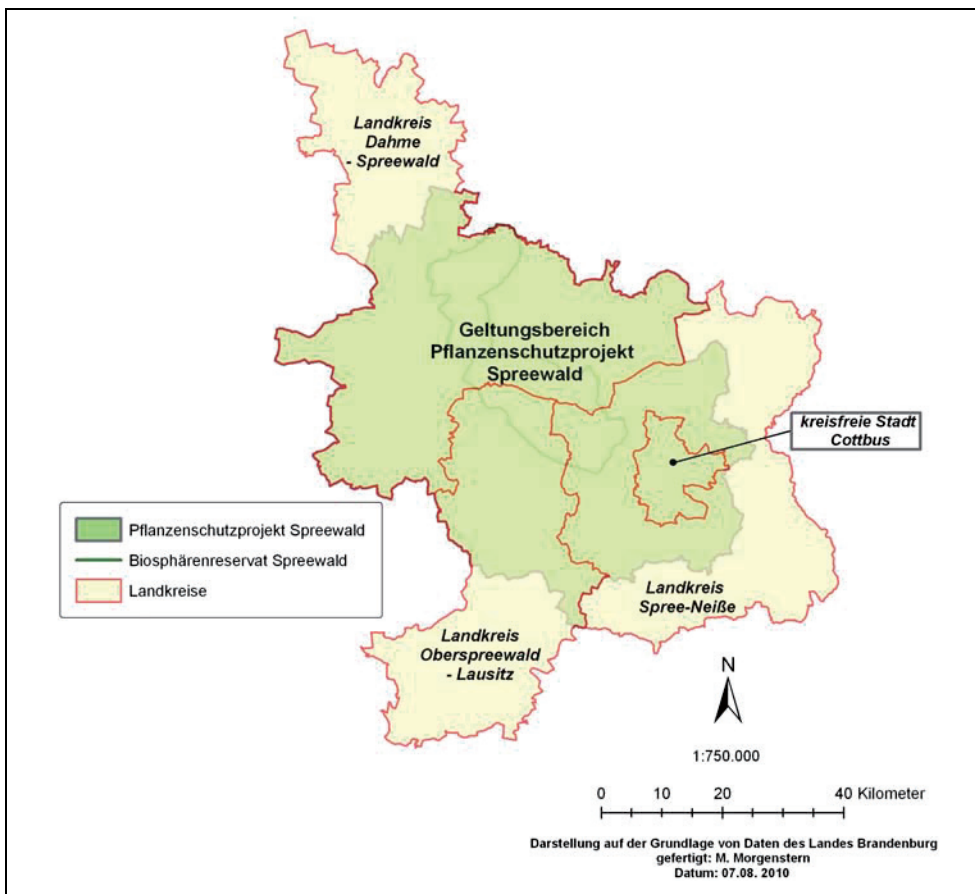 Landkreis
Dahme
- Spreewald
Geltungsbereich
Pflanzenschutzprojekt
Spreewald
kreisfreie Stadt
Cottbus
Pflanzenschutzprojekt Spreewald
Biosphärenreservat Spreewald
Landkreise
Landkreis
Spree-Neiße
Landkreis
Oberspreewald
- Lausitz
N
1:750.000
0 10 20 40 Kilometer
Darstellung auf der Grundlage von Daten des Landes Brandenburg
gefertigt: M. Morgenstern
Datum: 07.08. 2010